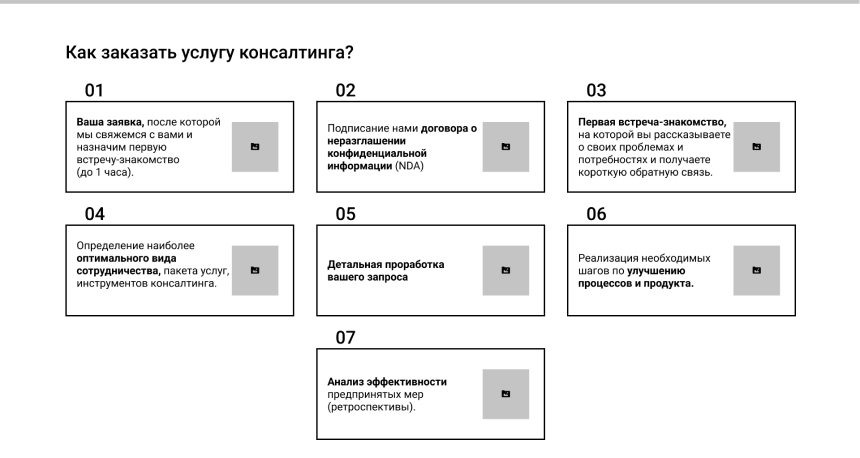 Как заказать услугу консалтинга?
01
Ваша заявка, после которой
мы свяжемся с вами и
назначим первую
встречу-знакомство
(до 1 часа).
02
Подписание нами договора о
неразглашении
конфиденциальной
информации (NDA)
03
Первая встреча-знакомство,
на которой вы рассказываете
о своих проблемах и
потребностях и получаете
короткую обратную связь.
04
Определение наиболее
оптимального вида
сотрудничества, пакета услуг,
инструментов консалтинга.
05
Детальная проработка
вашего запроса
06
Реализация необходимых
шагов по улучшению
процессов и продукта.
07
Анализ эффективности
предпринятых мер
(ретроспективы).